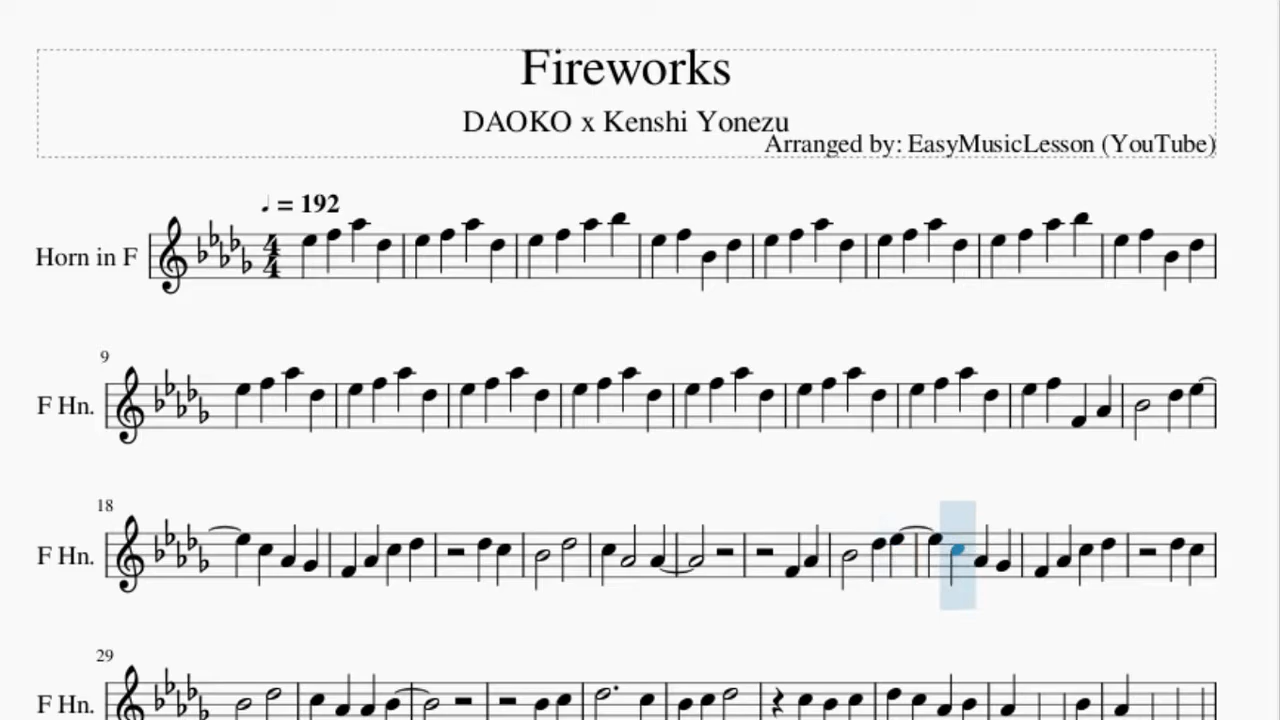 Fireworks
DAOKO x Kenshi Yonezu
Arranged by: EasyMusicLesson (YouTube)
♩ = 192
Horn in F
4
4
9
F Hn.
18
F Hn.
29
F Hn.